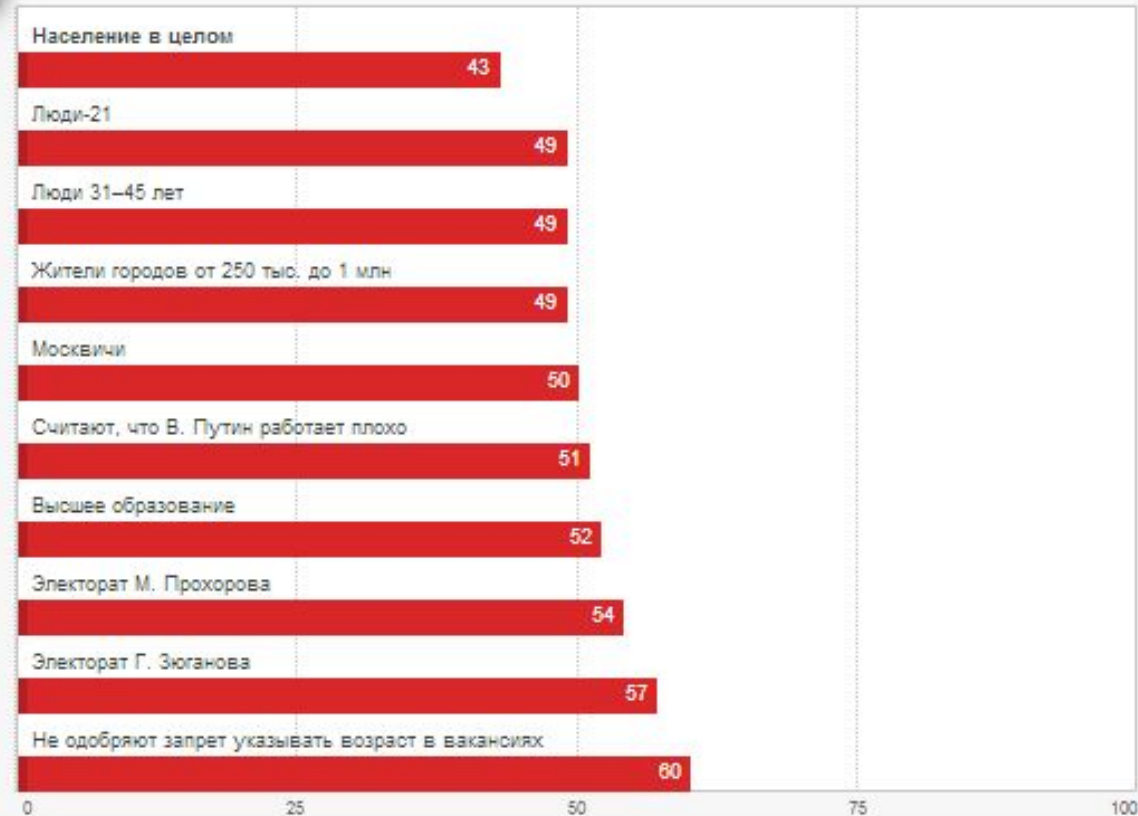 Население в целом
43
Люди-21
49
Люди 31–45 лет
49
Жители городов от 250 тыс. до 1 млн
49
Москвичи
50
Считают, что В. Путин работает плохо
51
Высшее образование
52
Электорат М. Прохорова
54
Электорат Г. Зюганова
57
Не одобряют запрет указывать возраст в вакансиях
60
0 25 50 75 100